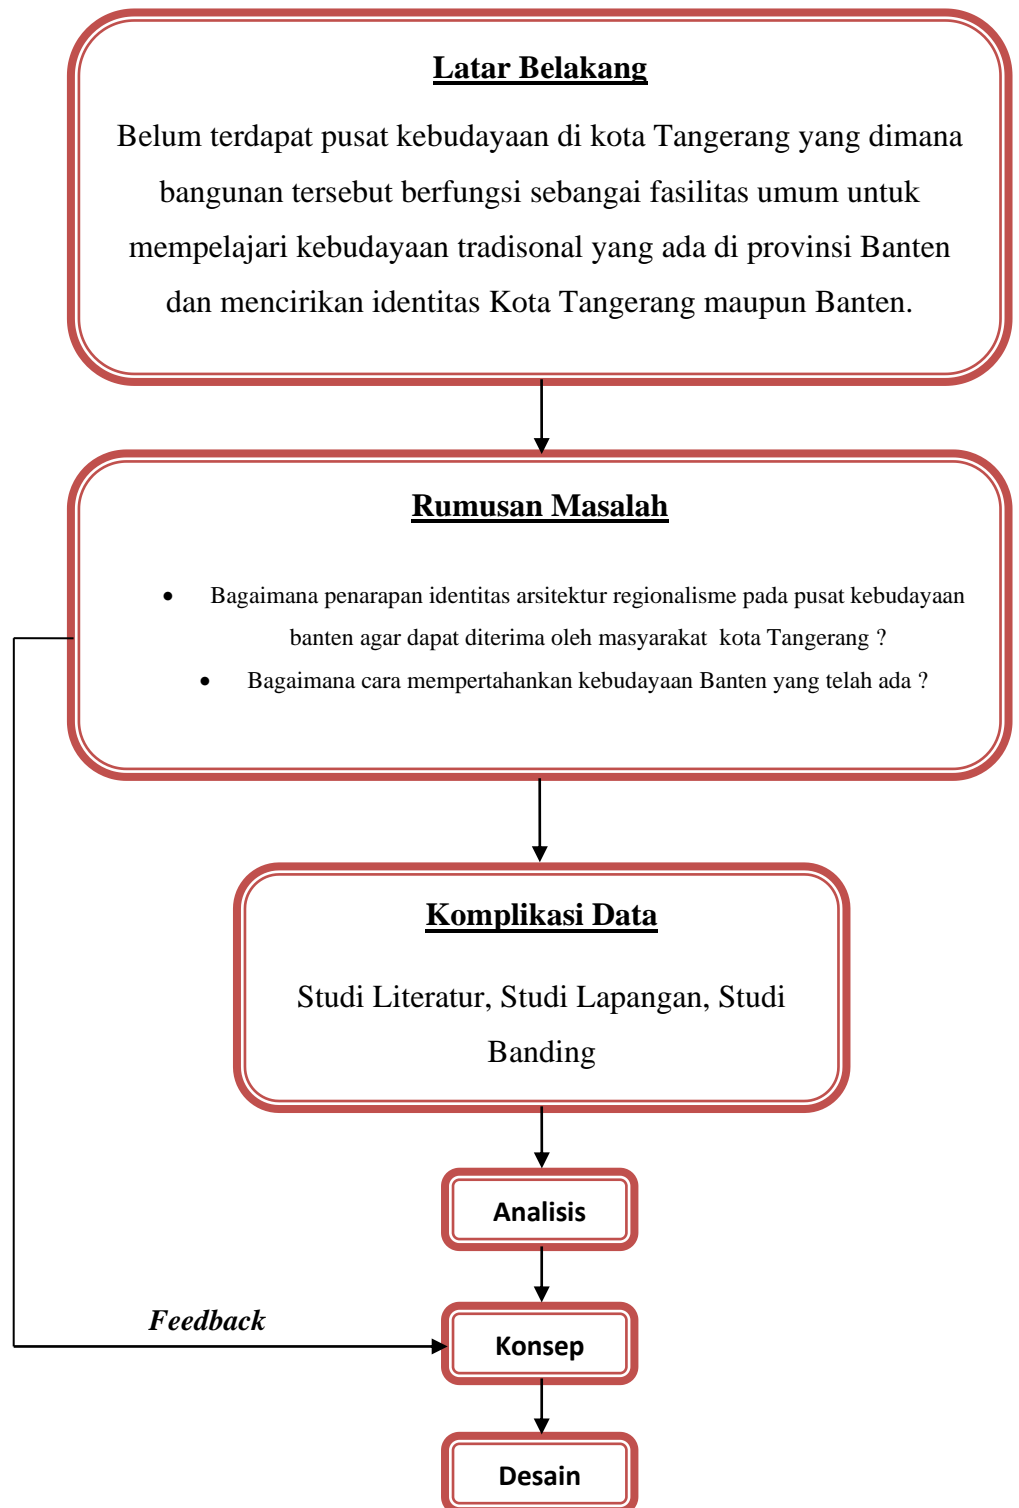 Latar Belakang
Belum terdapat pusat kebudayaan di kota Tangerang yang dimana
bangunan tersebut berfungsi sebangai fasilitas umum untuk
mempelajari kebudayaan tradisonal yang ada di provinsi Banten
dan mencirikan identitas Kota Tangerang maupun Banten.
Rumusan Masalah
• Bagaimana penarapan identitas arsitektur regionalisme pada pusat kebudayaan
banten agar dapat diterima oleh masyarakat kota Tangerang ?
• Bagaimana cara mempertahankan kebudayaan Banten yang telah ada ?
Komplikasi Data
Studi Literatur, Studi Lapangan, Studi
Banding
Analisis
Feedback
Konsep
Desain